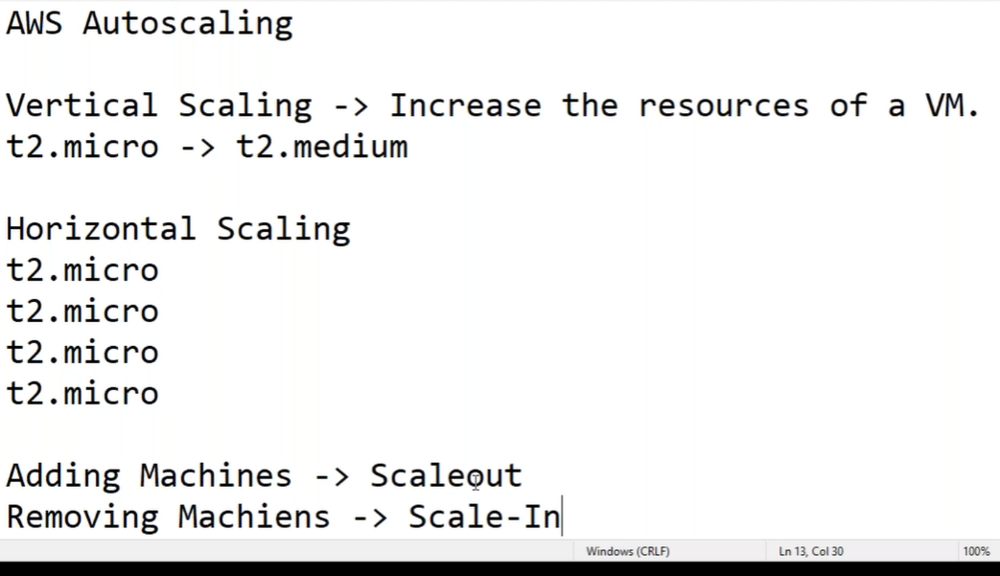 AWS Autoscaling
Vertical Scaling -> Increase the resources of a VM.
t2.micro -> t2.medium
Horizontal Scaling
t2.micro
t2.micro
t2.micro
t2.micro
Adding Machines -> Scaleout
Removing Machiens -> Scale-In
Windows (CRLF) Ln 13, Col 30 100%